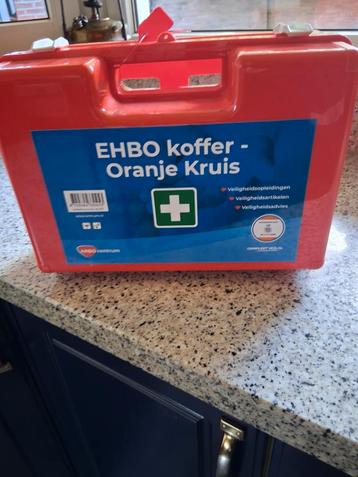 EHBO koffer -
Oranje Kruis
Veiligheidsopleidingen
Veiligheidsartikelen
Veiligheidsadvies